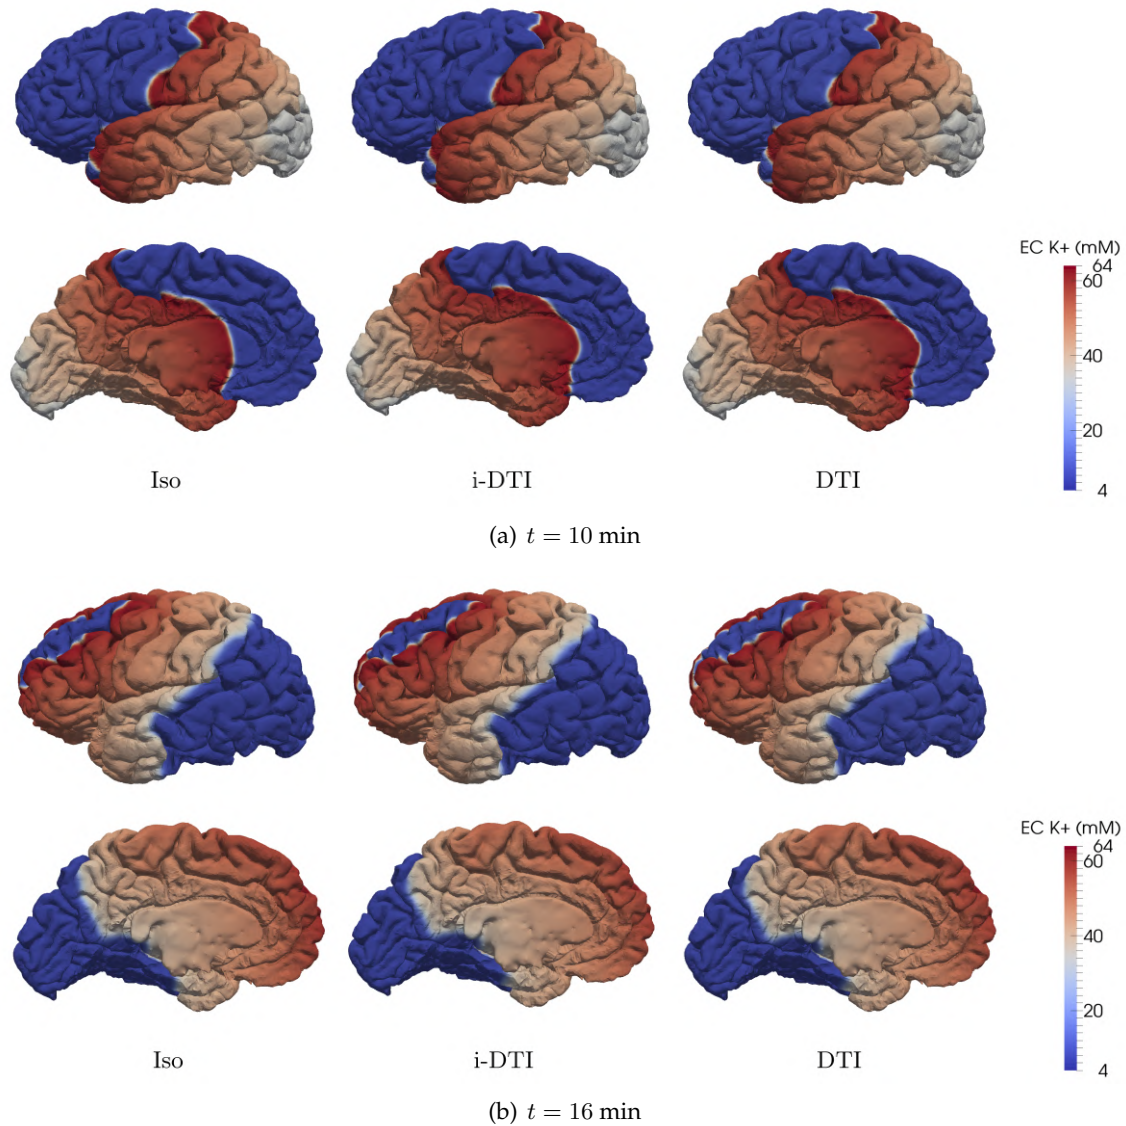 EC K+ (mM)
64
60
40
20
4
Iso i-DTI DTI
(a) t = 10 min
EC K+ (mM)
64
60
40
20
4
Iso i-DTI DTI
(b) t = 16 min